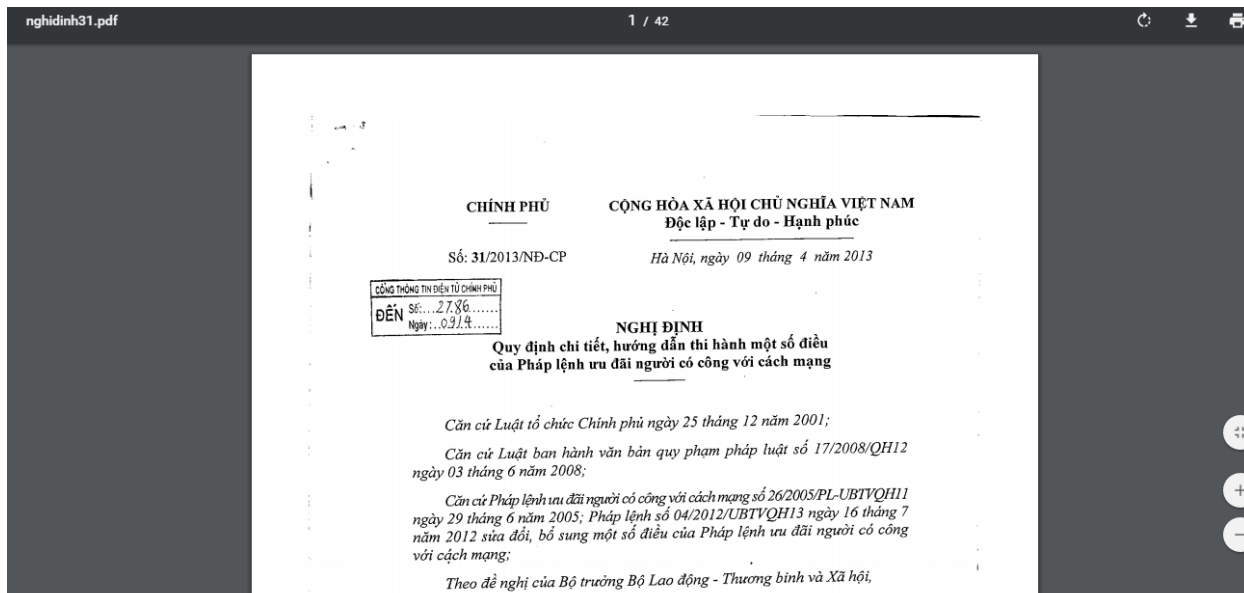 nghidinh31.pdf
1 / 42
CHÍNH PHỦ
CỘNG HÒA XÃ HỘI CHỦ NGHĨA VIỆT NAM
Độc lập - Tự do - Hạnh phúc
Số: 31/2013/NĐ-CP
Hà Nội, ngày 09 tháng 4 năm 2013
CỔNG THÔNG TIN ĐIỆN TỬ CHÍNH PHỦ
ĐẾN
Số:...2786.......
Ngày:..09/4......
NGHỊ ĐỊNH
Quy định chi tiết, hướng dẫn thi hành một số điều
của Pháp lệnh ưu đãi người có công với cách mạng
Căn cứ Luật tổ chức Chính phủ ngày 25 tháng 12 năm 2001;
Căn cứ Luật ban hành văn bản quy phạm pháp luật số 17/2008/QH12
ngày 03 tháng 6 năm 2008;
Căn cứ Pháp lệnh ưu đãi người có công với cách mạng số 26/2005/PL-UBTVQH11
ngày 29 tháng 6 năm 2005; Pháp lệnh số 04/2012/UBTVQH13 ngày 16 tháng 7
năm 2012 sửa đổi, bổ sung một số điều của Pháp lệnh ưu đãi người có công
với cách mạng;
Theo đề nghị của Bộ trưởng Bộ Lao động - Thương binh và Xã hội,